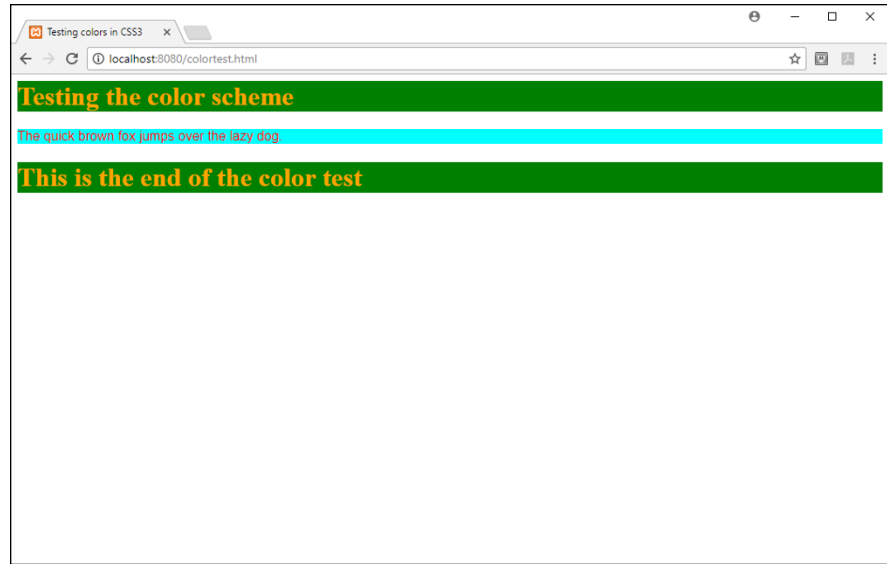 Testing colors in CSS3
localhost:8080/colortest.html
Testing the color scheme
The quick brown fox jumps over the lazy dog.
This is the end of the color test